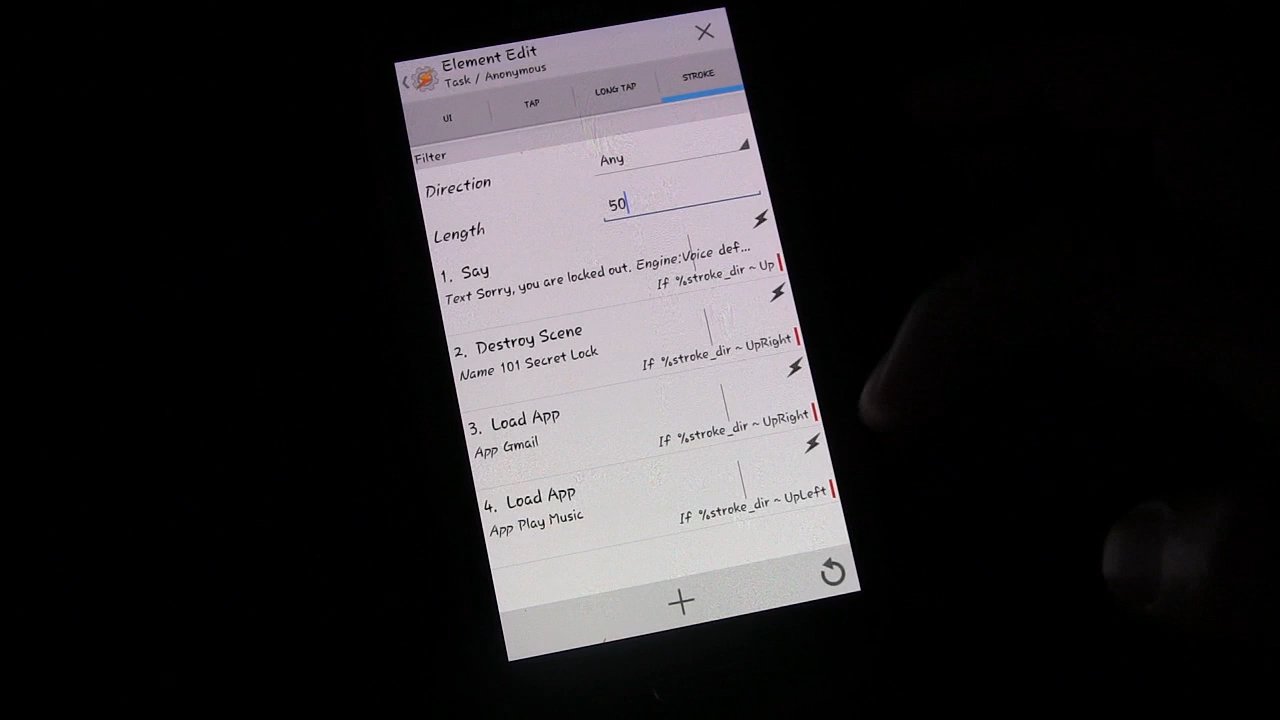 Element Edit
Task / Anonymous
UI TAP LONG TAP STROKE
Filter
Direction Any
Length 50
1. Say
Text Sorry, you are locked out. Engine:Voice def...
If %stroke_dir ~ Up
2. Destroy Scene
Name 101 Secret Lock
If %stroke_dir ~ UpRight
3. Load App
App Gmail
If %stroke_dir ~ UpRight
4. Load App
App Play Music
If %stroke_dir ~ UpLeft